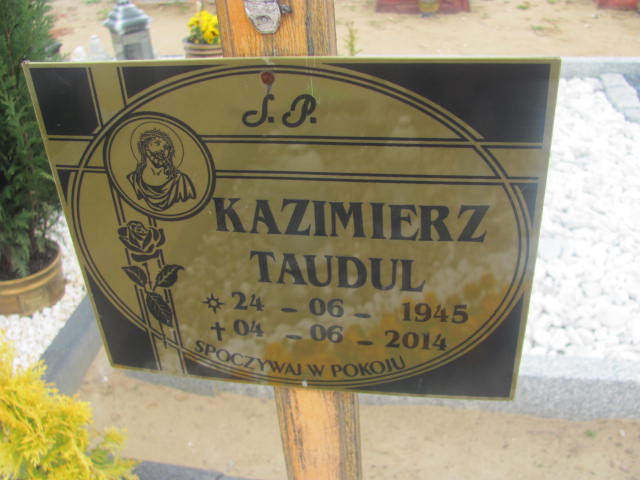 Ś. P.
KAZIMIERZ
TAUDUL
24 - 06 - 1945
✝ 04 - 06 - 2014
SPOCZYWAJ W POKOJU